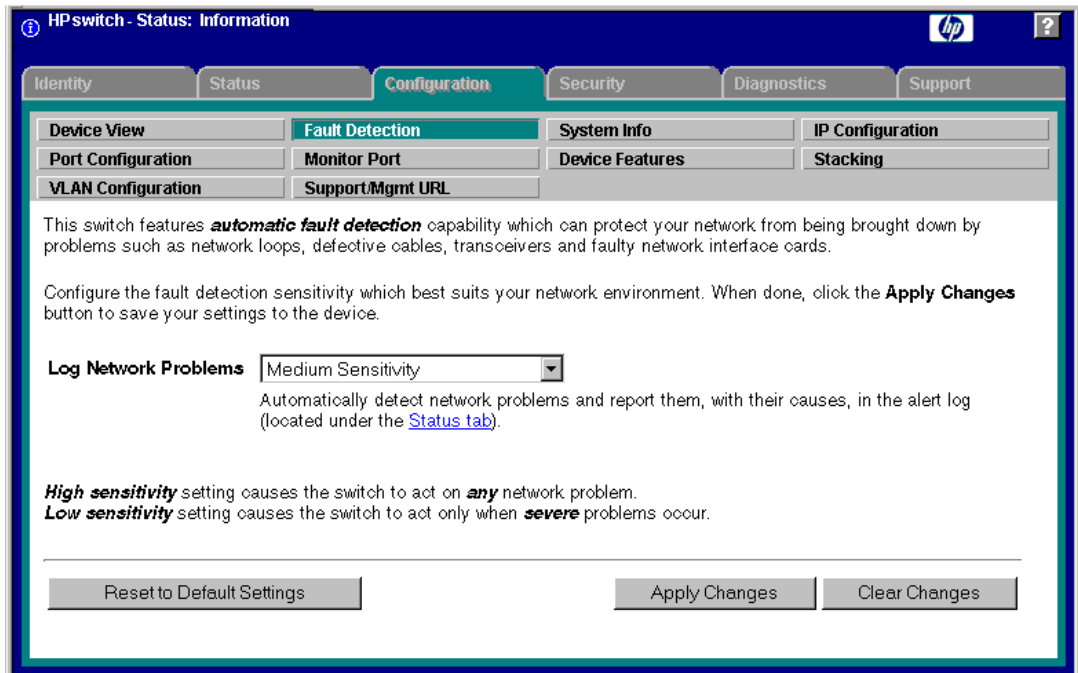 HPswitch - Status: Information
hp
?
Identity
Status
Configuration
Security
Diagnostics
Support
Device View
Fault Detection
System Info
IP Configuration
Port Configuration
Monitor Port
Device Features
Stacking
VLAN Configuration
Support/Mgmt URL
This switch features automatic fault detection capability which can protect your network from being brought down by
problems such as network loops, defective cables, transceivers and faulty network interface cards.
Configure the fault detection sensitivity which best suits your network environment. When done, click the Apply Changes
button to save your settings to the device.
Log Network Problems
Medium Sensitivity
Automatically detect network problems and report them, with their causes, in the alert log
(located under the Status tab).
High sensitivity setting causes the switch to act on any network problem.
Low sensitivity setting causes the switch to act only when severe problems occur.
Reset to Default Settings
Apply Changes
Clear Changes